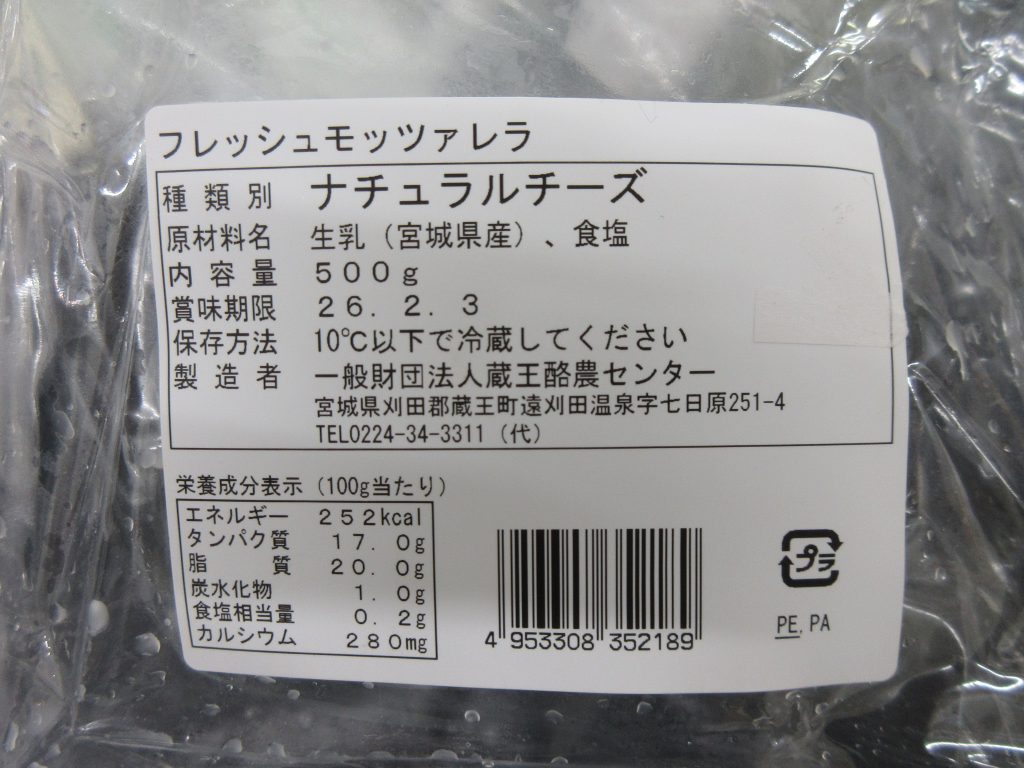 フレッシュモッツァレラ
種類別 ナチュラルチーズ
原材料名 生乳（宮城県産）、食塩
内容量 500g
賞味期限 26.2.3
保存方法 10℃以下で冷蔵してください
製造者 一般財団法人蔵王酪農センター
宮城県刈田郡蔵王町遠刈田温泉字七日原251-4
TEL0224-34-3311（代）
栄養成分表示（100g当たり）
エネルギー 252kcal
タンパク質 17.0g
脂質 20.0g
炭水化物 1.0g
食塩相当量 0.2g
カルシウム 280mg
4 953308 352189
プラ
PE, PA